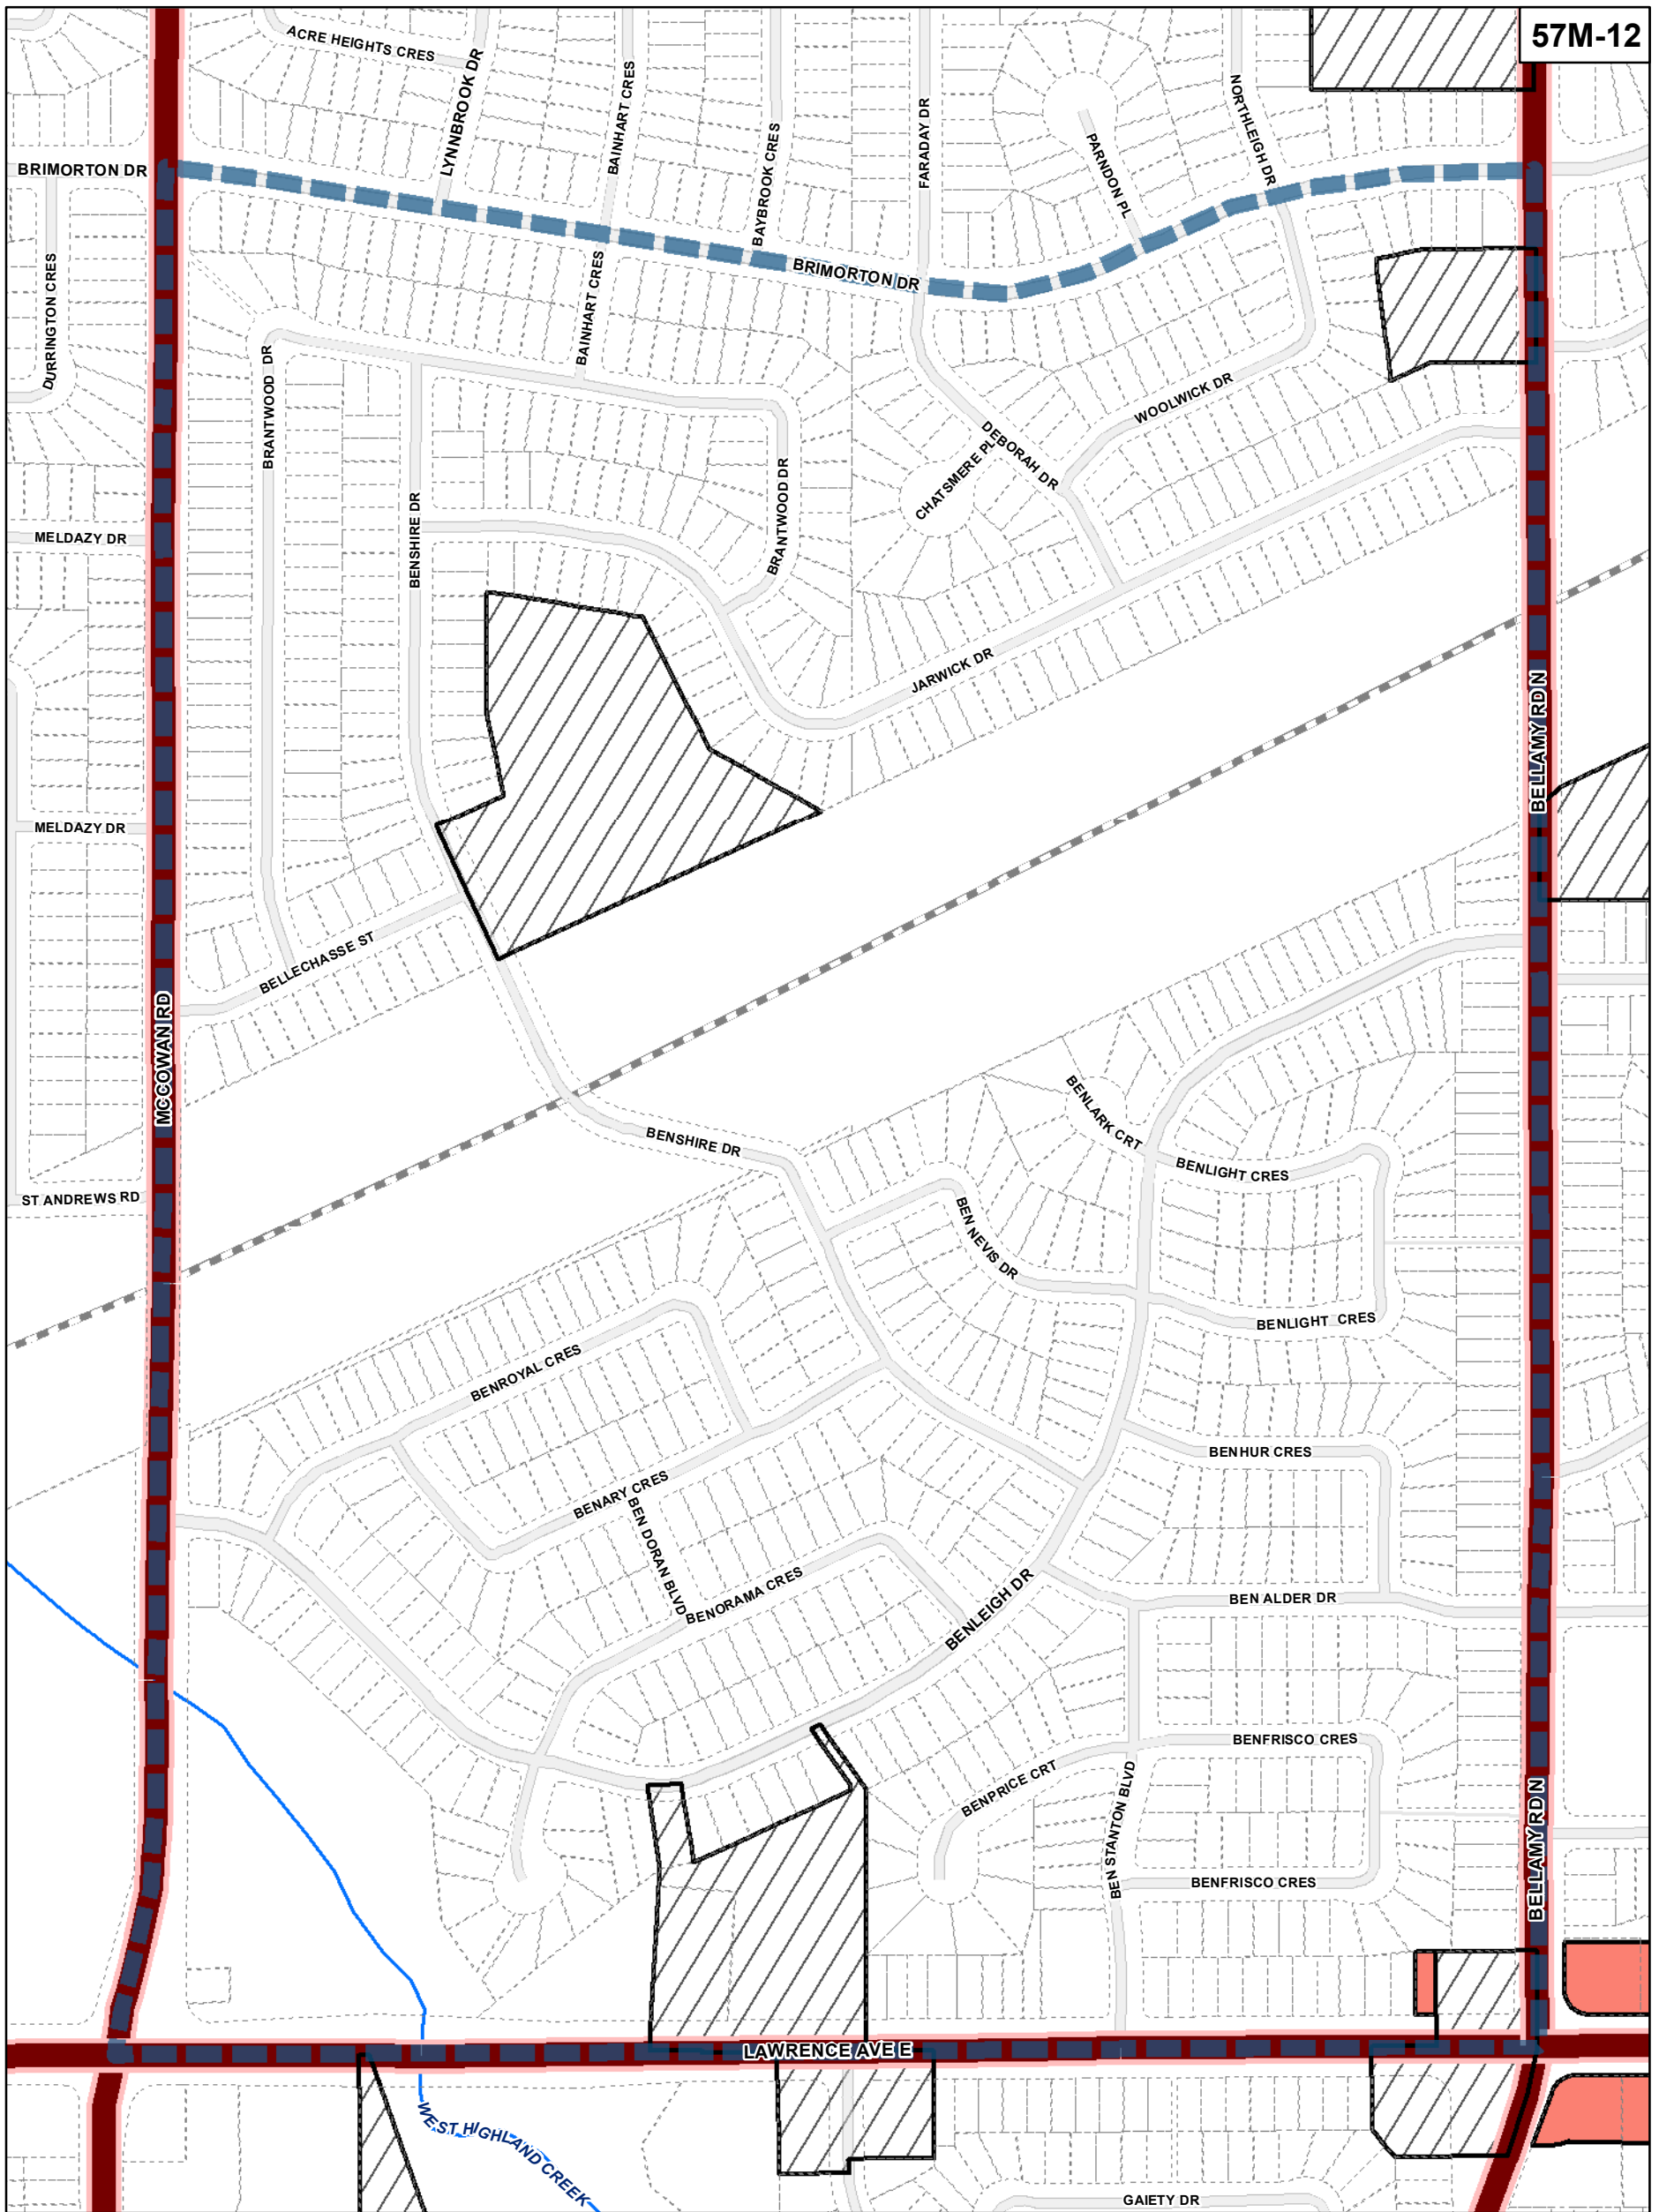 57M-12
ACRE HEIGHTS CRES
LYNNBROOK DR
BAINHART CRES
BAYBROOK CRES
FARADAY DR
PARNDON PL
NORTHLEIGH DR
BRIMORTON DR
BRIMORTON DR
DURRINGTON CRES
BAINHART CRES
BRANTWOOD DR
WOOLWICK DR
DEBORAH DR
CHATSMERE PL
BENSHIRE DR
BRANTWOOD DR
MELDAZY DR
JARWICK DR
BELLAMY RD N
MELDAZY DR
BELLECHASSE ST
MCCOWAN RD
BENLARK CRT
BENSHIRE DR
BENLIGHT CRES
ST ANDREWS RD
BEN NEVIS DR
BENLIGHT CRES
BENROYAL CRES
BENHUR CRES
BENARY CRES
BEN DORAN BLVD
BENORAMA CRES
BENLEIGH DR
BEN ALDER DR
BENFRISCO CRES
BENPRICE CRT
BEN STANTON BLVD
BELLAMY RD N
BENFRISCO CRES
LAWRENCE AVE E
WEST HIGHLAND CREEK
GAIETY DR